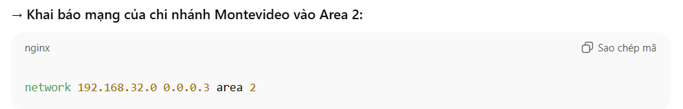 → Khai báo mạng của chi nhánh Montevideo vào Area 2:
nginx
Sao chép mã
network 192.168.32.0 0.0.0.3 area 2